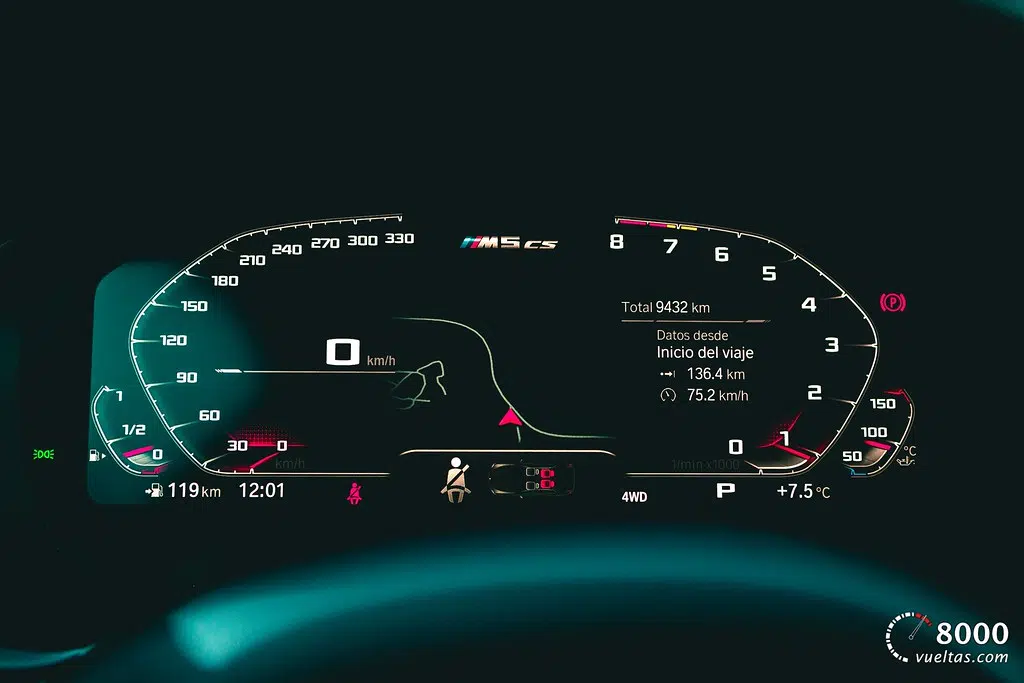 M5 CS
330
300
270
240
210
180
150
120
90
60
30
0
km/h
0 km/h
8
7
6
5
4
3
2
1
0
1/min x1000
Total 9432 km
Datos desde
Inicio del viaje
136.4 km
75.2 km/h
P
1
1/2
0
150
100
50
°C
119 km
12:01
4WD
P
+7.5 °C
8000
vueltas.com